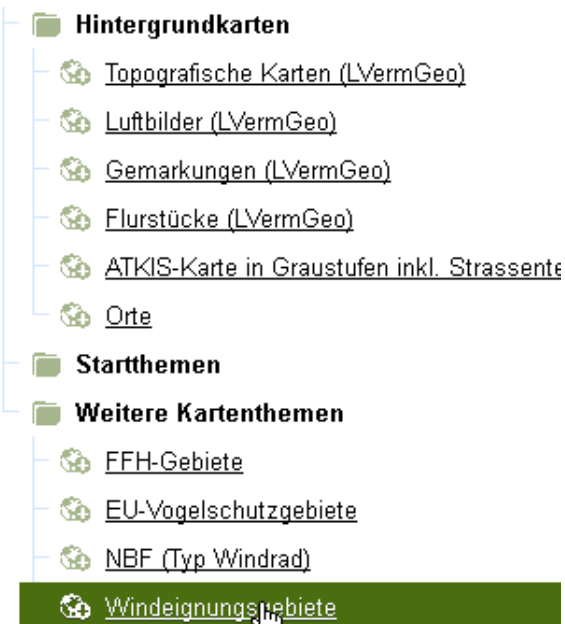 Hintergrundkarten
Topografische Karten (LVermGeo)
Luftbilder (LVermGeo)
Gemarkungen (LVermGeo)
Flurstücke (LVermGeo)
ATKIS-Karte in Graustufen inkl. Strassente
Orte
Startthemen
Weitere Kartenthemen
FFH-Gebiete
EU-Vogelschutzgebiete
NBF (Typ Windrad)
Windeignungsgebiete